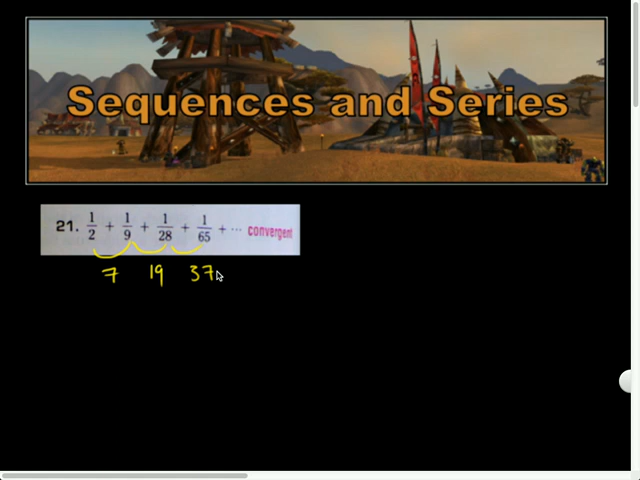 Sequences and Series
21. 1/2 + 1/9 + 1/28 + 1/65 + ··· convergent
7 19 37